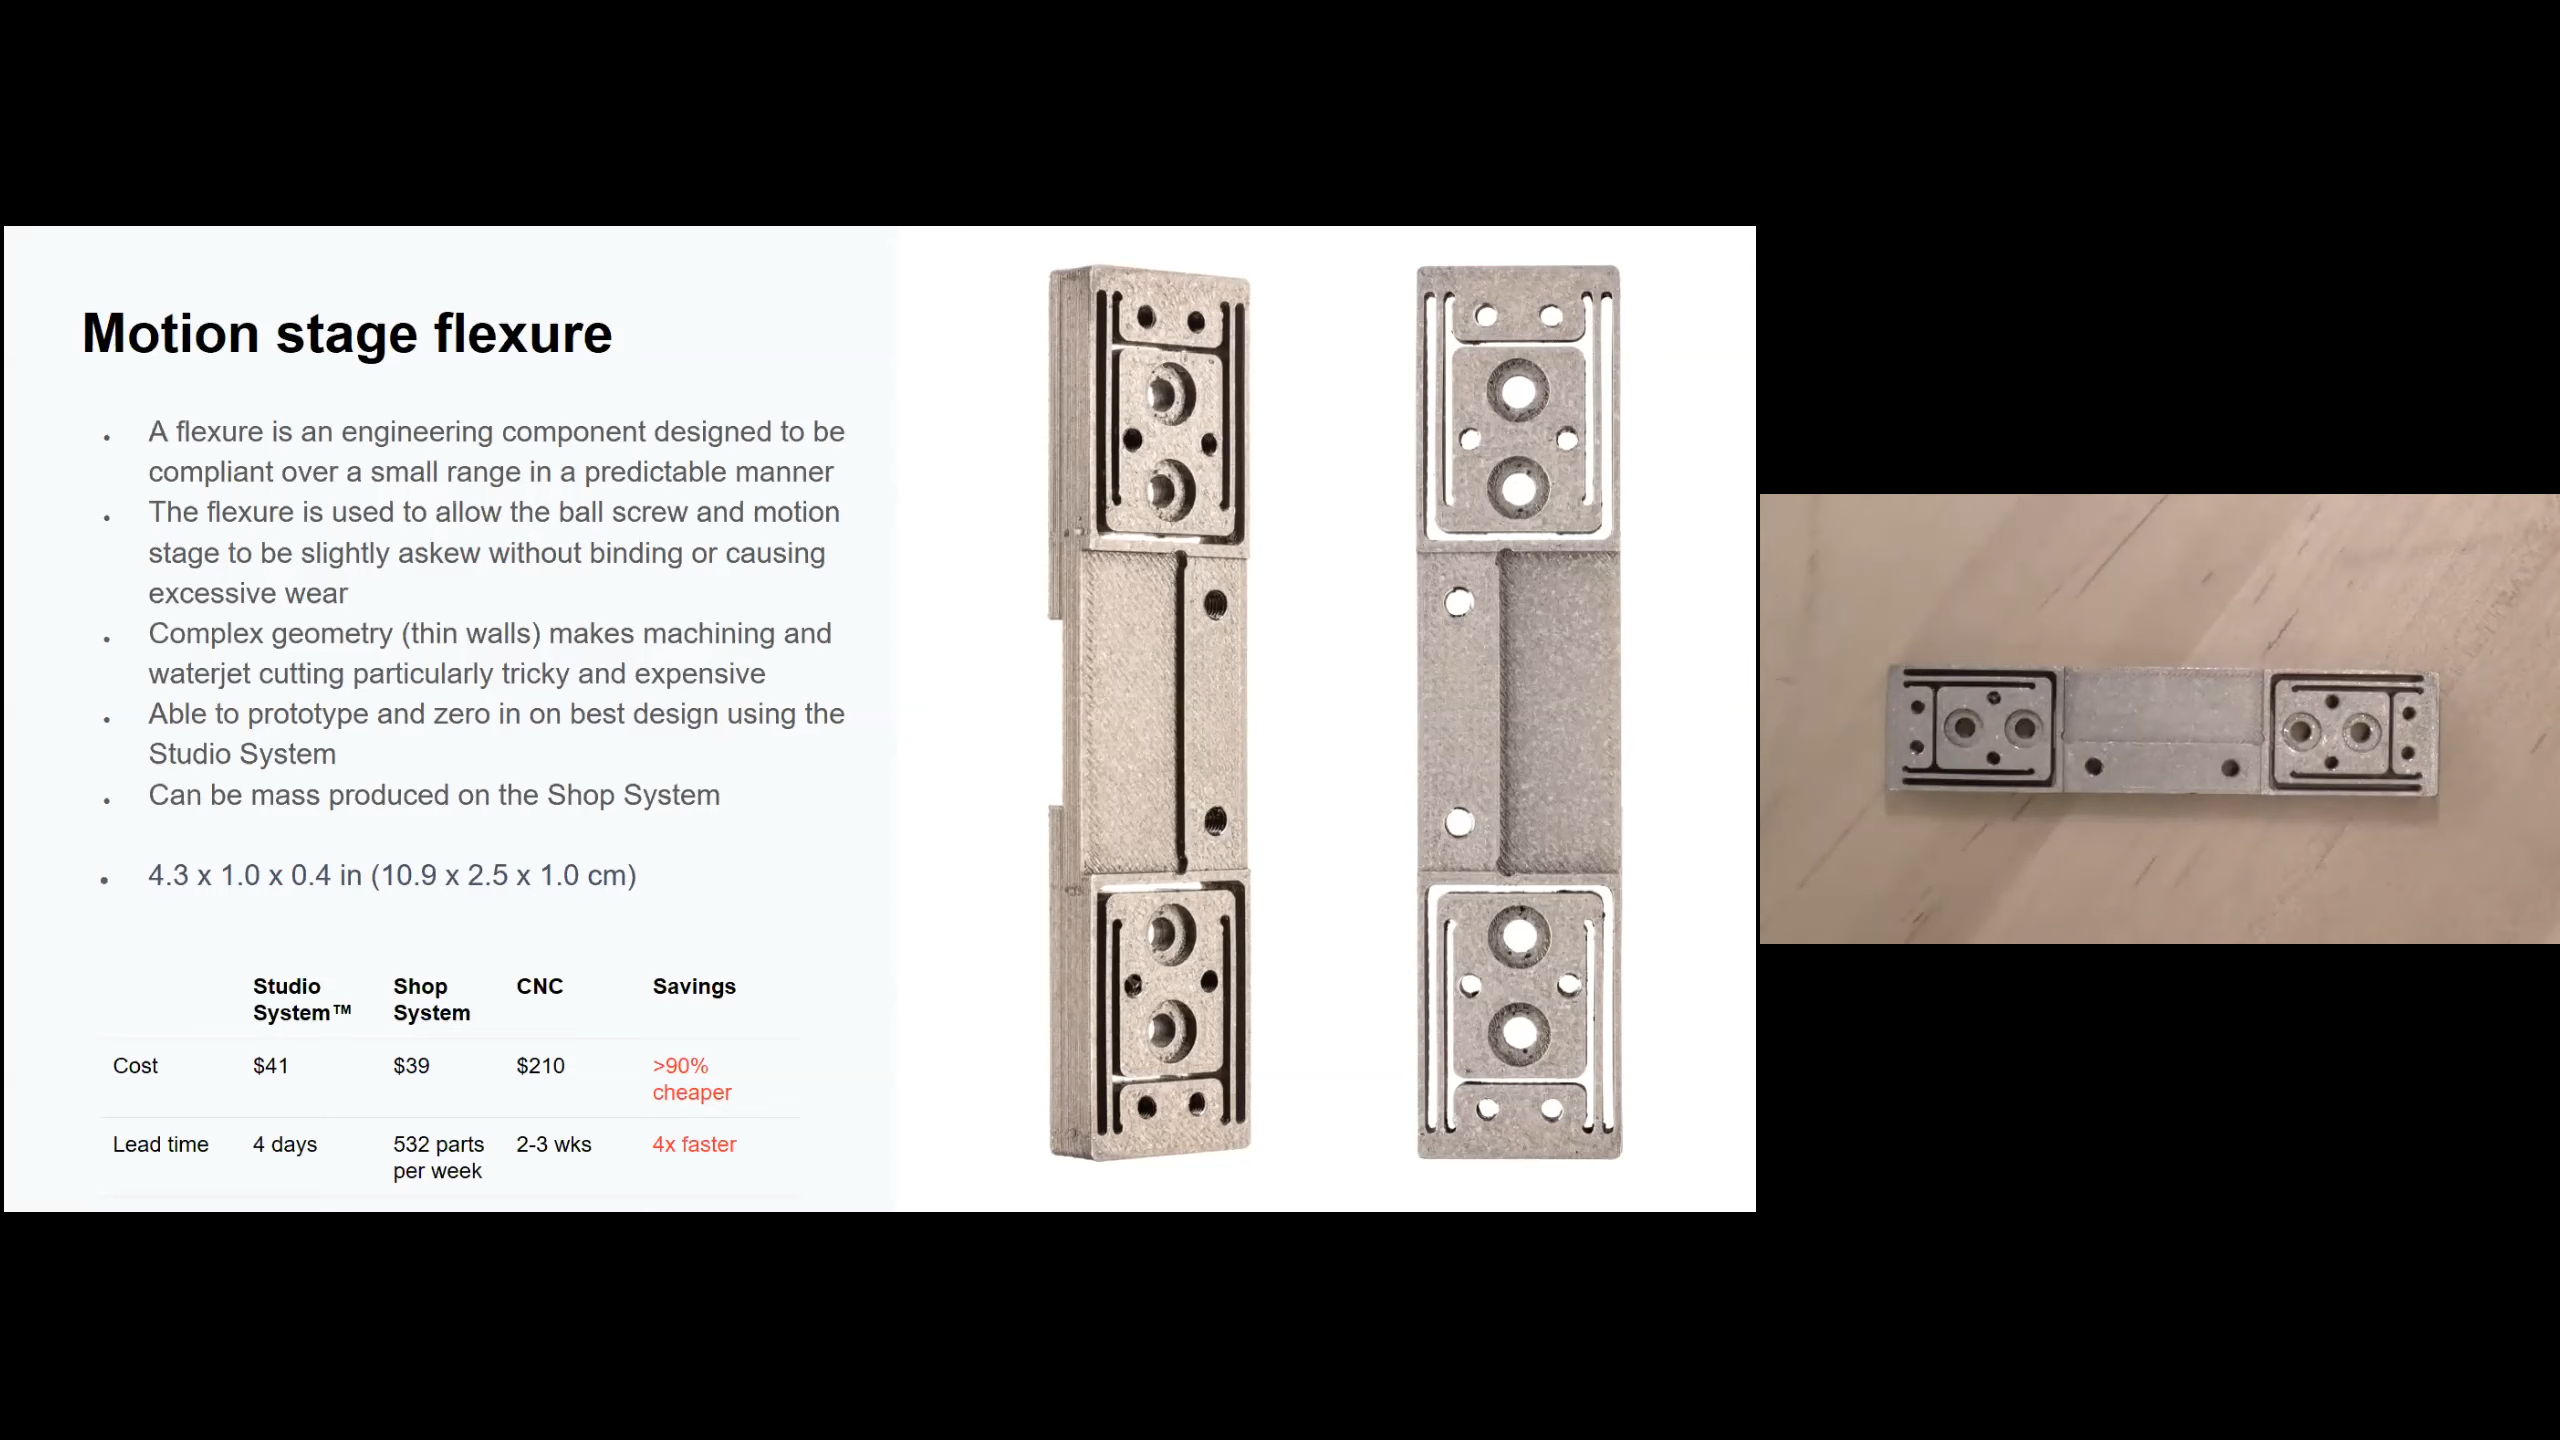 Motion stage flexure
• A flexure is an engineering component designed to be
compliant over a small range in a predictable manner
• The flexure is used to allow the ball screw and motion
stage to be slightly askew without binding or causing
excessive wear
• Complex geometry (thin walls) makes machining and
waterjet cutting particularly tricky and expensive
• Able to prototype and zero in on best design using the
Studio System
• Can be mass produced on the Shop System
• 4.3 x 1.0 x 0.4 in (10.9 x 2.5 x 1.0 cm)
Studio System™ Shop System CNC Savings
Cost $41 $39 $210 >90% cheaper
Lead time 4 days 532 parts per week 2-3 wks 4x faster